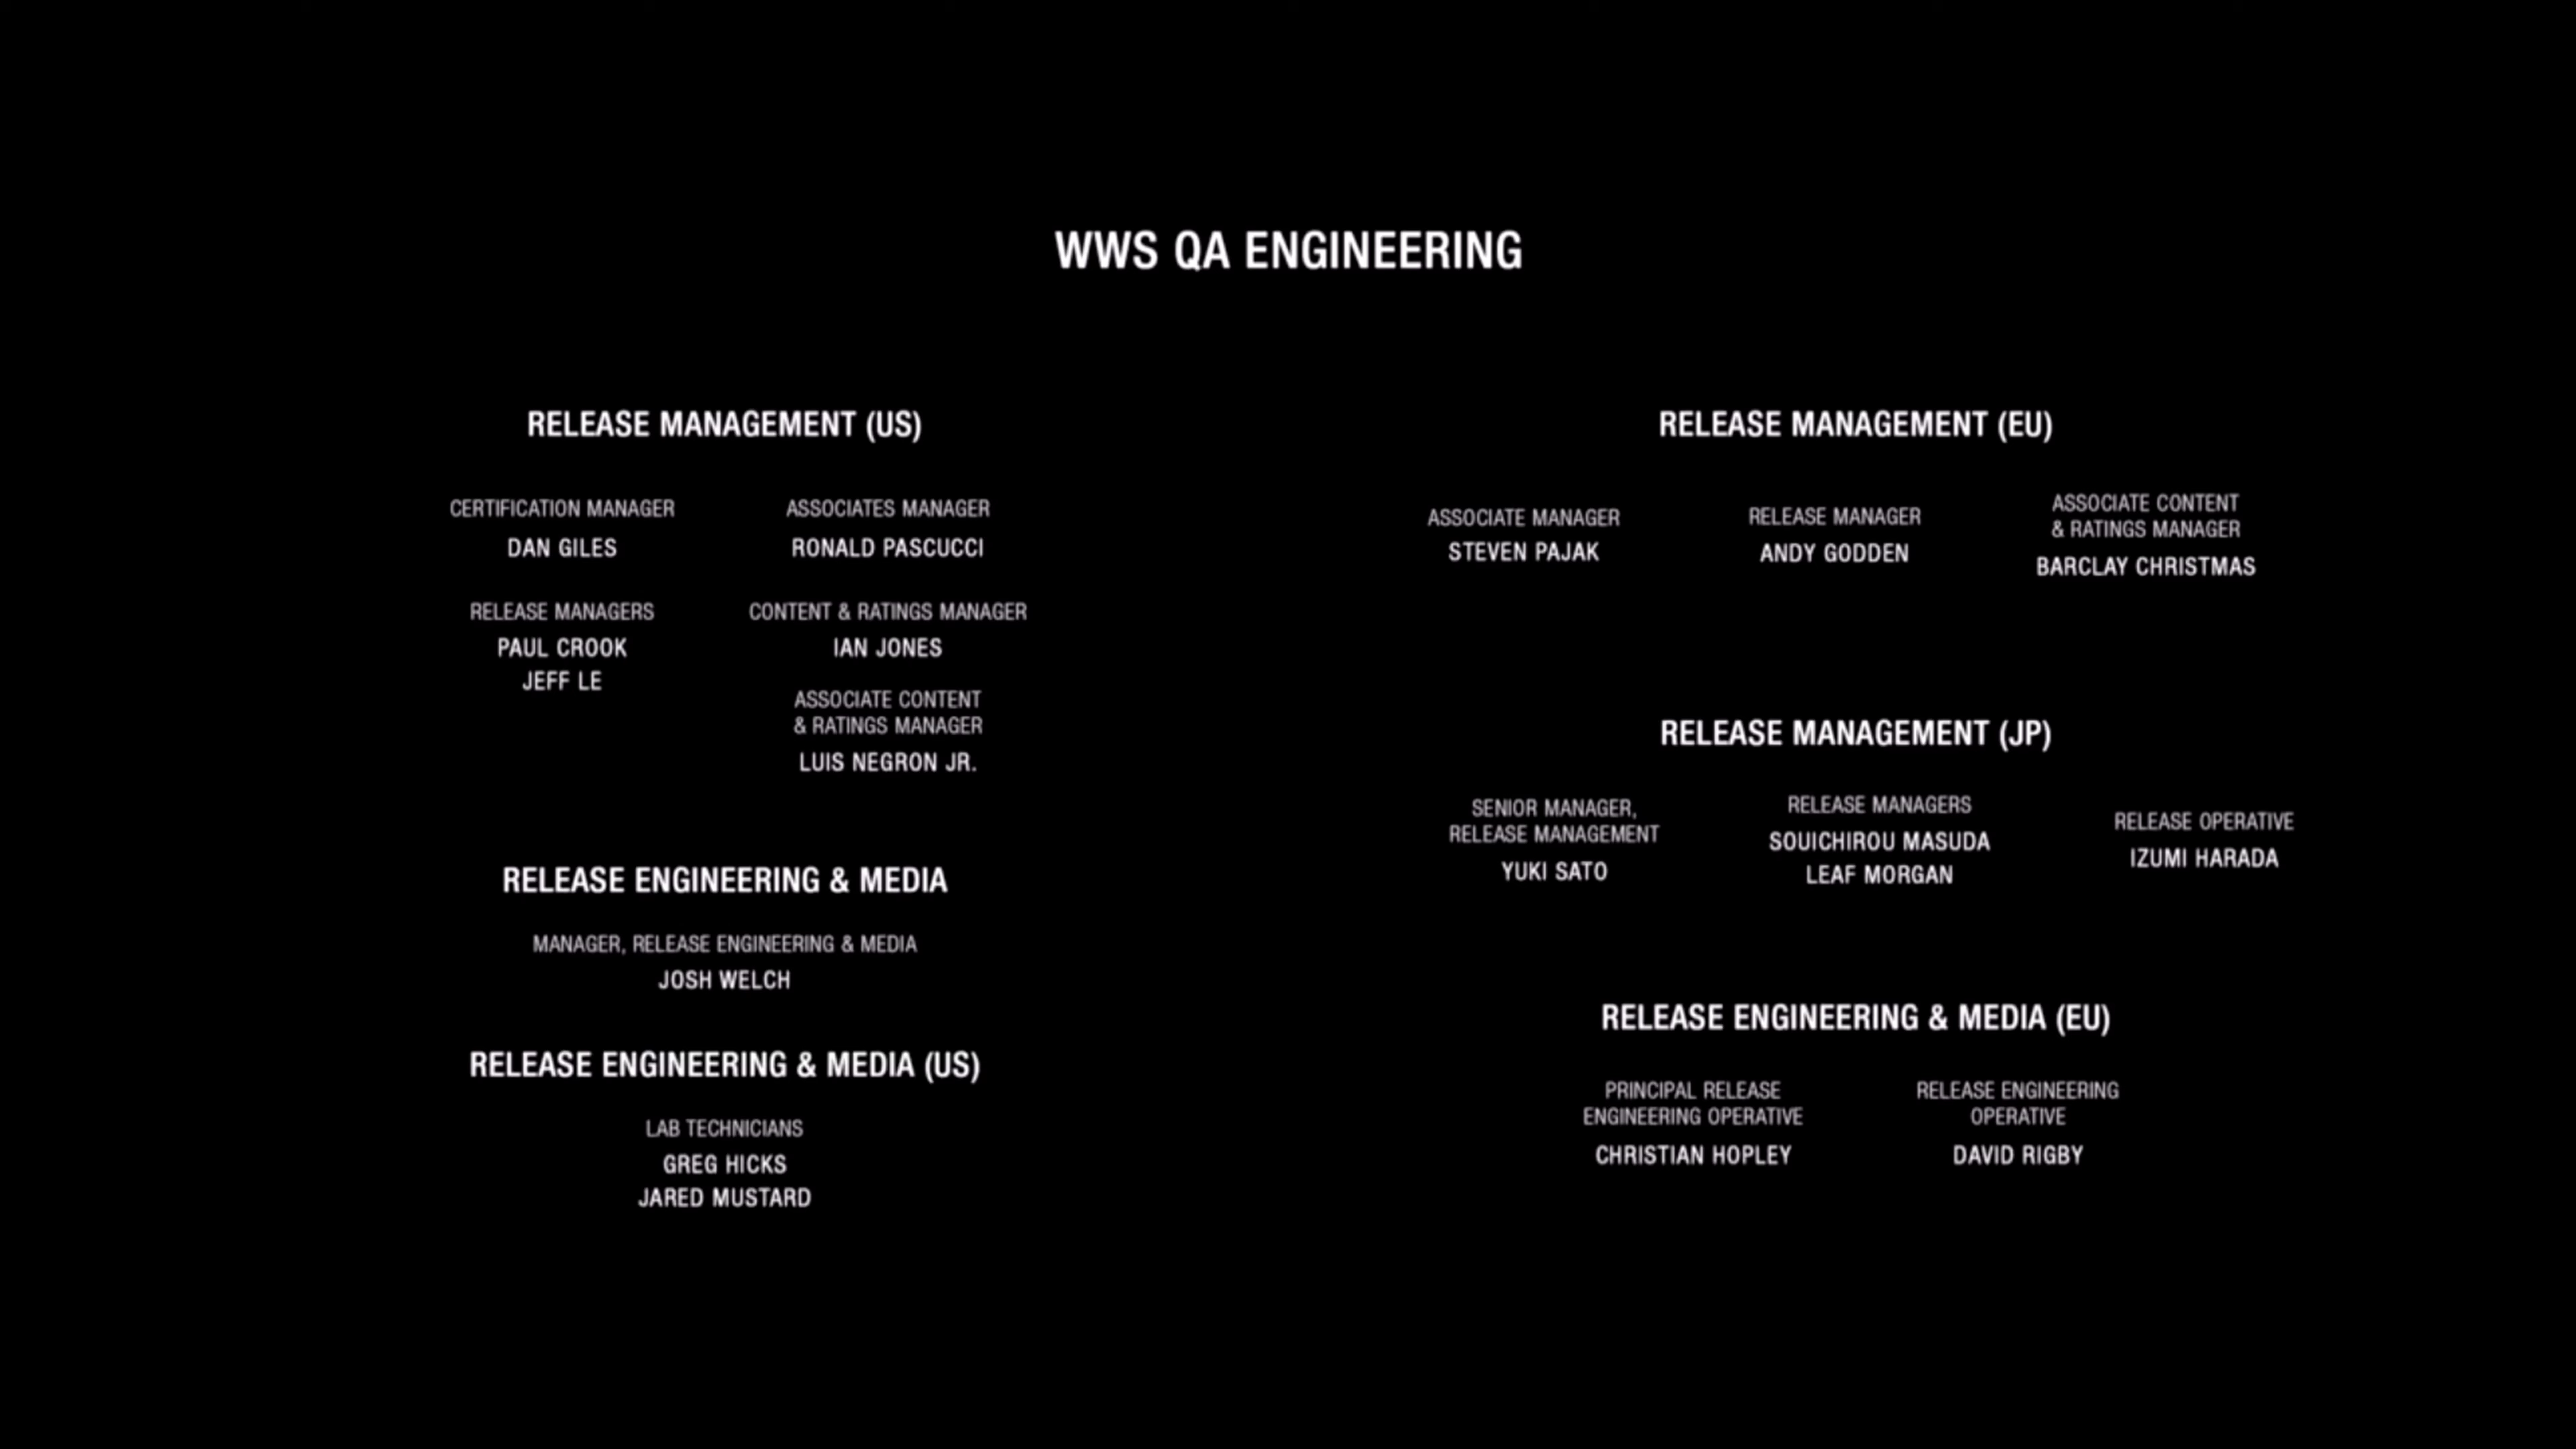 WWS QA ENGINEERING
RELEASE MANAGEMENT (US)
CERTIFICATION MANAGER
DAN GILES
ASSOCIATES MANAGER
RONALD PASCUCCI
RELEASE MANAGERS
PAUL CROOK
JEFF LE
CONTENT & RATINGS MANAGER
IAN JONES
ASSOCIATE CONTENT
& RATINGS MANAGER
LUIS NEGRON JR.
RELEASE ENGINEERING & MEDIA
MANAGER, RELEASE ENGINEERING & MEDIA
JOSH WELCH
RELEASE ENGINEERING & MEDIA (US)
LAB TECHNICIANS
GREG HICKS
JARED MUSTARD
RELEASE MANAGEMENT (EU)
ASSOCIATE MANAGER
STEVEN PAJAK
RELEASE MANAGER
ANDY GODDEN
ASSOCIATE CONTENT
& RATINGS MANAGER
BARCLAY CHRISTMAS
RELEASE MANAGEMENT (JP)
SENIOR MANAGER,
RELEASE MANAGEMENT
YUKI SATO
RELEASE MANAGERS
SOUICHIROU MASUDA
LEAF MORGAN
RELEASE OPERATIVE
IZUMI HARADA
RELEASE ENGINEERING & MEDIA (EU)
PRINCIPAL RELEASE
ENGINEERING OPERATIVE
CHRISTIAN HOPLEY
RELEASE ENGINEERING
OPERATIVE
DAVID RIGBY